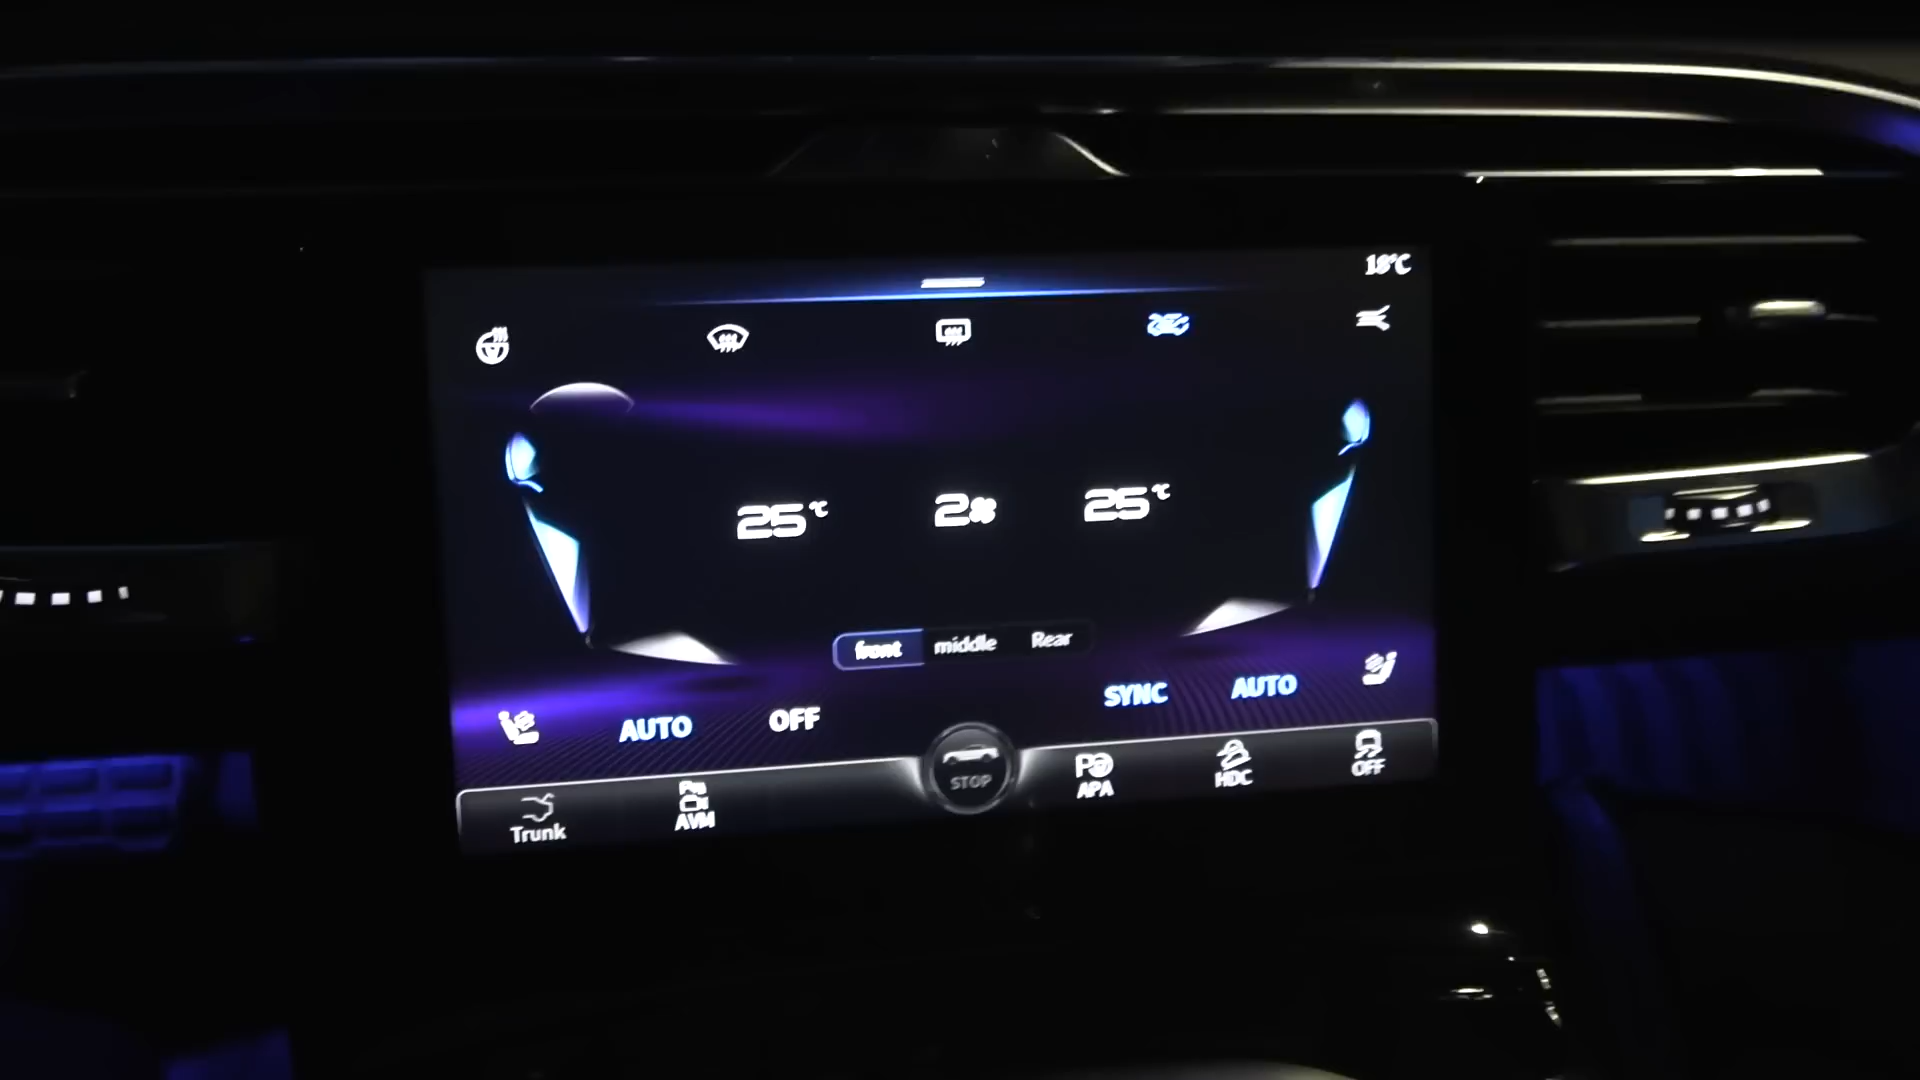 18°C
25 °C 2 25 °C
front middle Rear
SYNC AUTO
AUTO OFF
STOP
P APA
HDC
OFF
Trunk
AVM